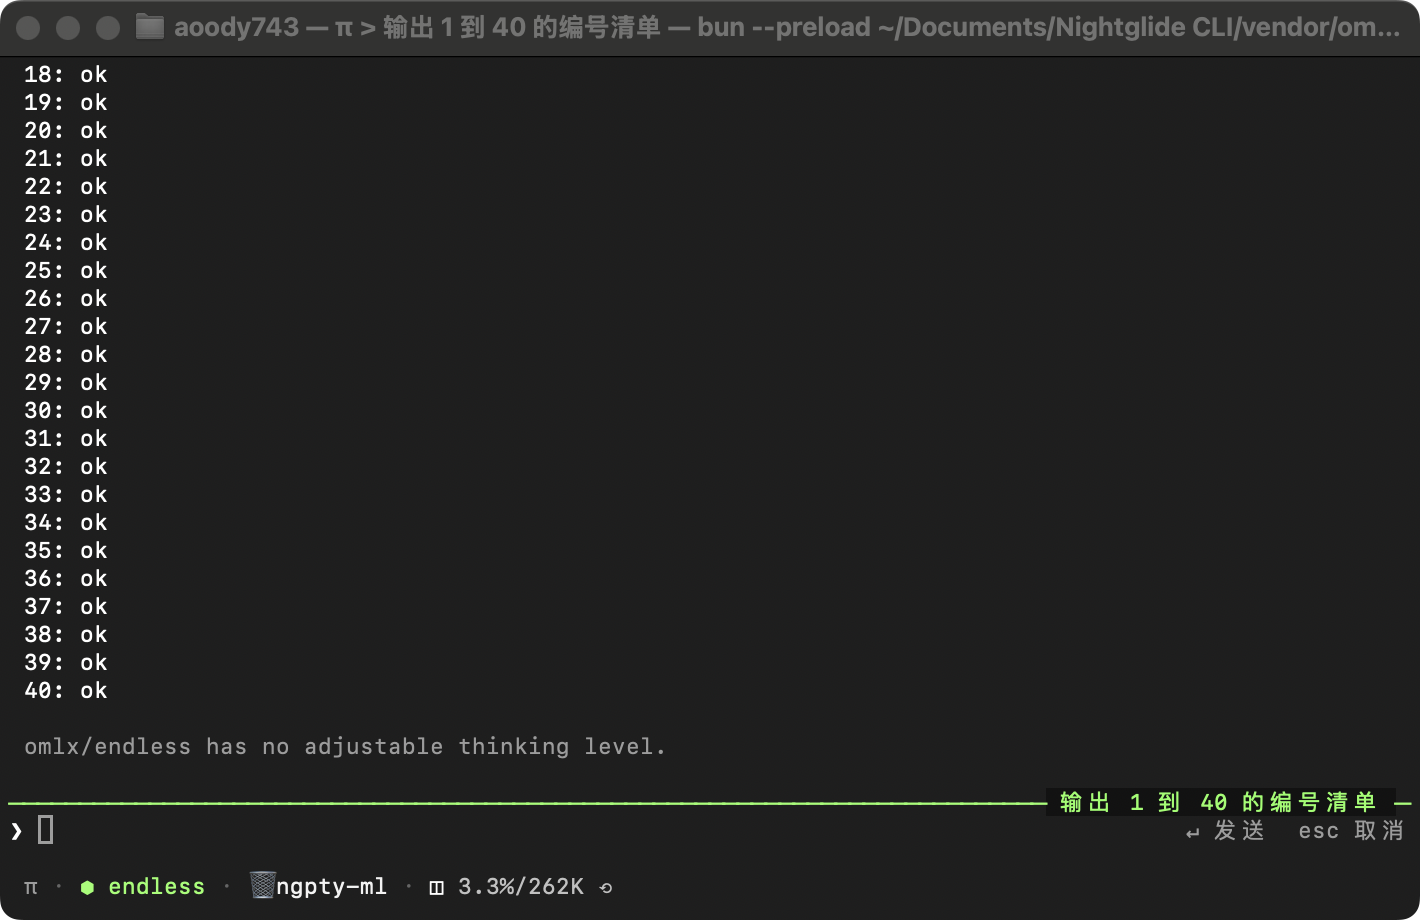 aoody743 — π > 输出 1 到 40 的编号清单 — bun --preload ~/Documents/Nightglide CLI/vendor/om...
18: ok
19: ok
20: ok
21: ok
22: ok
23: ok
24: ok
25: ok
26: ok
27: ok
28: ok
29: ok
30: ok
31: ok
32: ok
33: ok
34: ok
35: ok
36: ok
37: ok
38: ok
39: ok
40: ok
omlx/endless has no adjustable thinking level.
输出 1 到 40 的编号清单
❯ ↵ 发送 esc 取消
π · ⬢ endless · 🗑ngpty-ml · ◫ 3.3%/262K ⟲